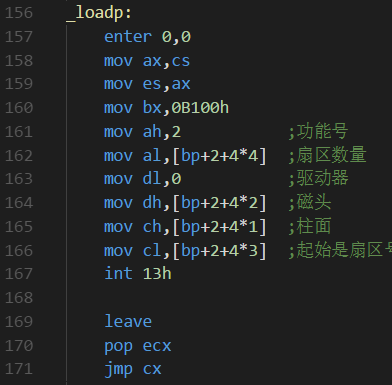 156 _loadp:
157 enter 0,0
158 mov ax,cs
159 mov es,ax
160 mov bx,0B100h
161 mov ah,2 ;功能号
162 mov al,[bp+2+4*4] ;扇区数量
163 mov dl,0 ;驱动器
164 mov dh,[bp+2+4*2] ;磁头
165 mov ch,[bp+2+4*1] ;柱面
166 mov cl,[bp+2+4*3] ;起始是扇区号
167 int 13h
168
169 leave
170 pop ecx
171 jmp cx